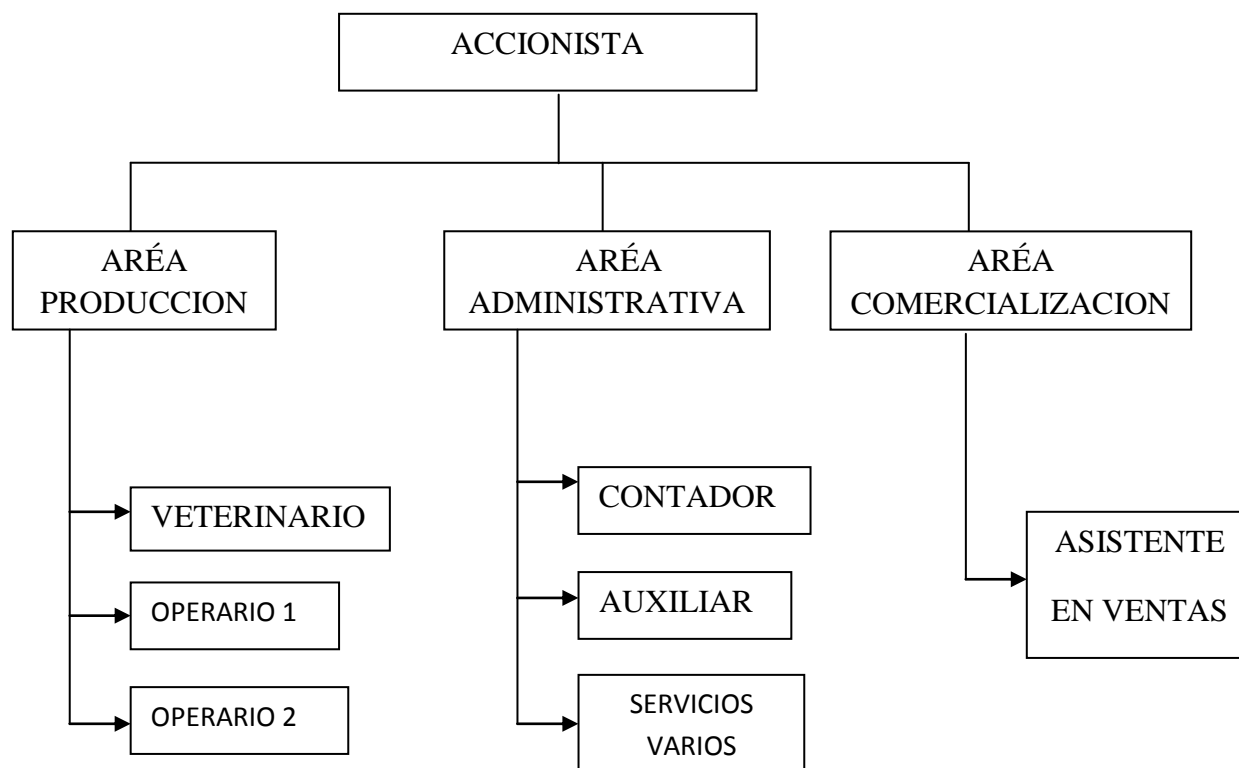 ACCIONISTA
ARÉA
PRODUCCION
ARÉA
ADMINISTRATIVA
ARÉA
COMERCIALIZACION
VETERINARIO
OPERARIO 1
OPERARIO 2
CONTADOR
AUXILIAR
SERVICIOS
VARIOS
ASISTENTE
EN VENTAS